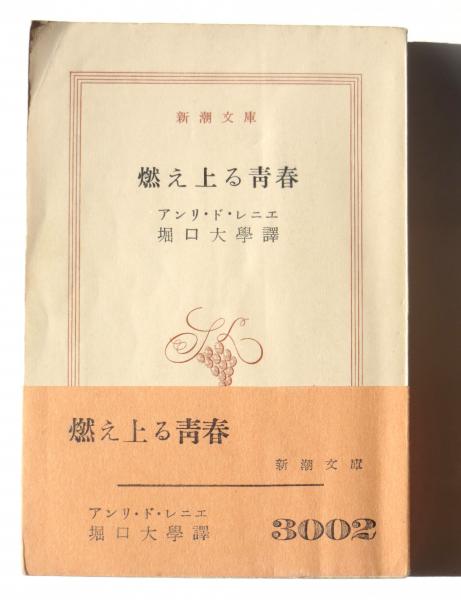 新潮文庫
燃え上る青春
アンリ・ド・レニエ
堀口大學譯
燃え上る青春
新潮文庫
アンリ・ド・レニエ
堀口大學譯
3002